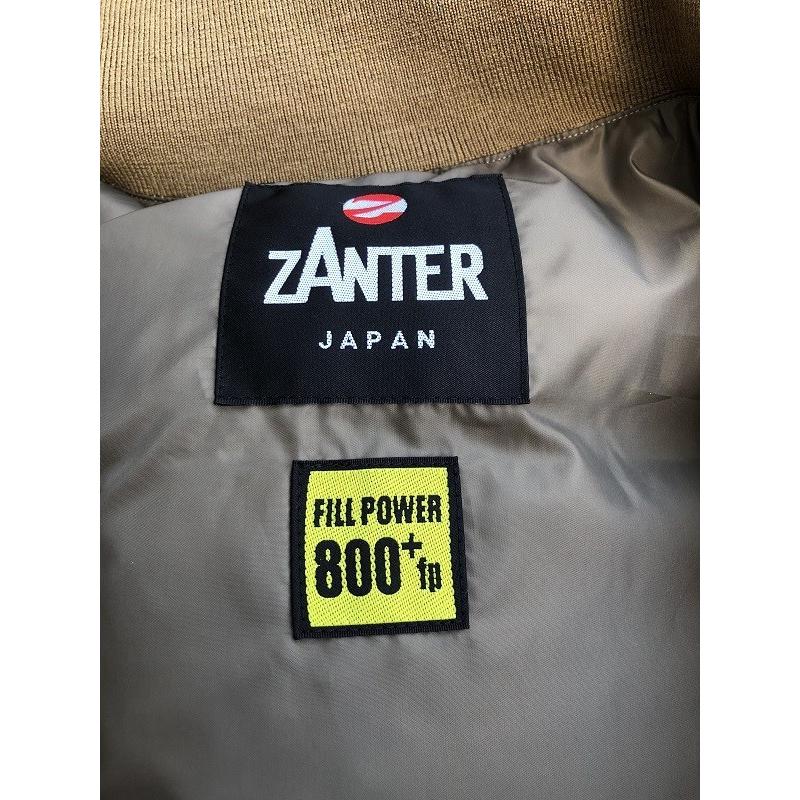 ZANTER
JAPAN
FILL POWER
800+fp